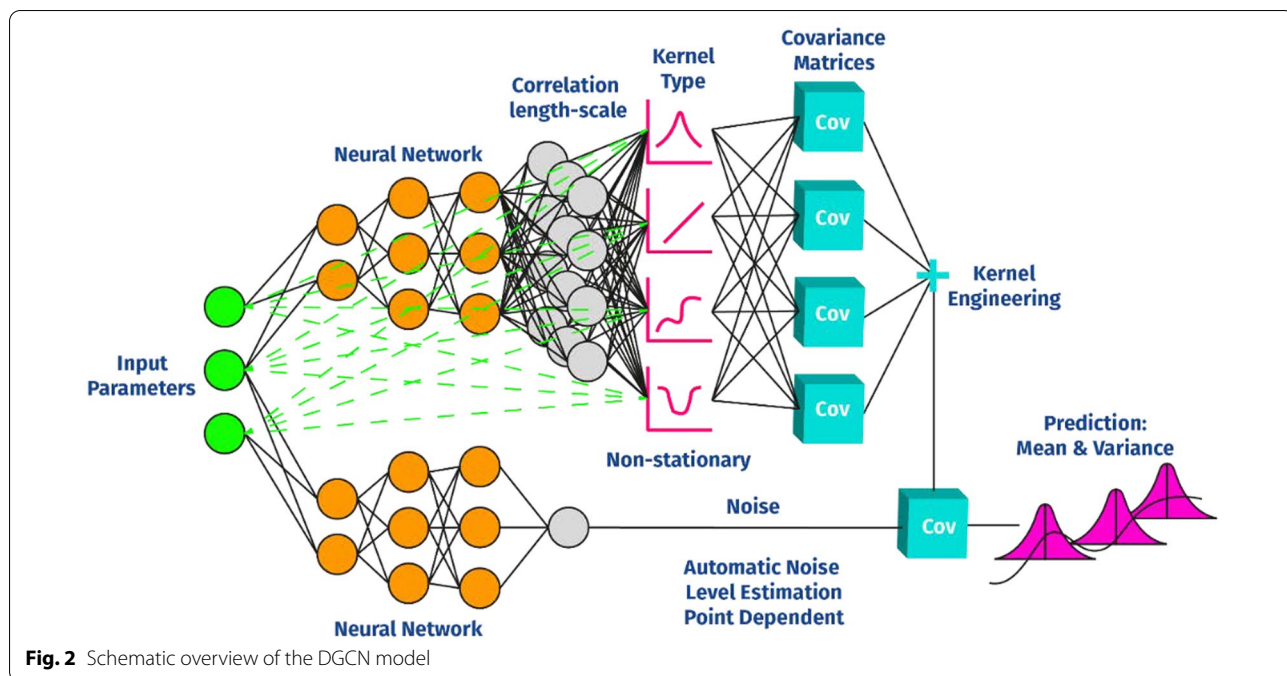 Covariance
Matrices
Kernel
Type
Correlation
length-scale
Neural Network
Cov
Cov
Cov
Cov
Kernel
Engineering
Input
Parameters
Non-stationary
Prediction:
Mean & Variance
Noise
Cov
Automatic Noise
Level Estimation
Point Dependent
Neural Network
Fig. 2 Schematic overview of the DGCN model